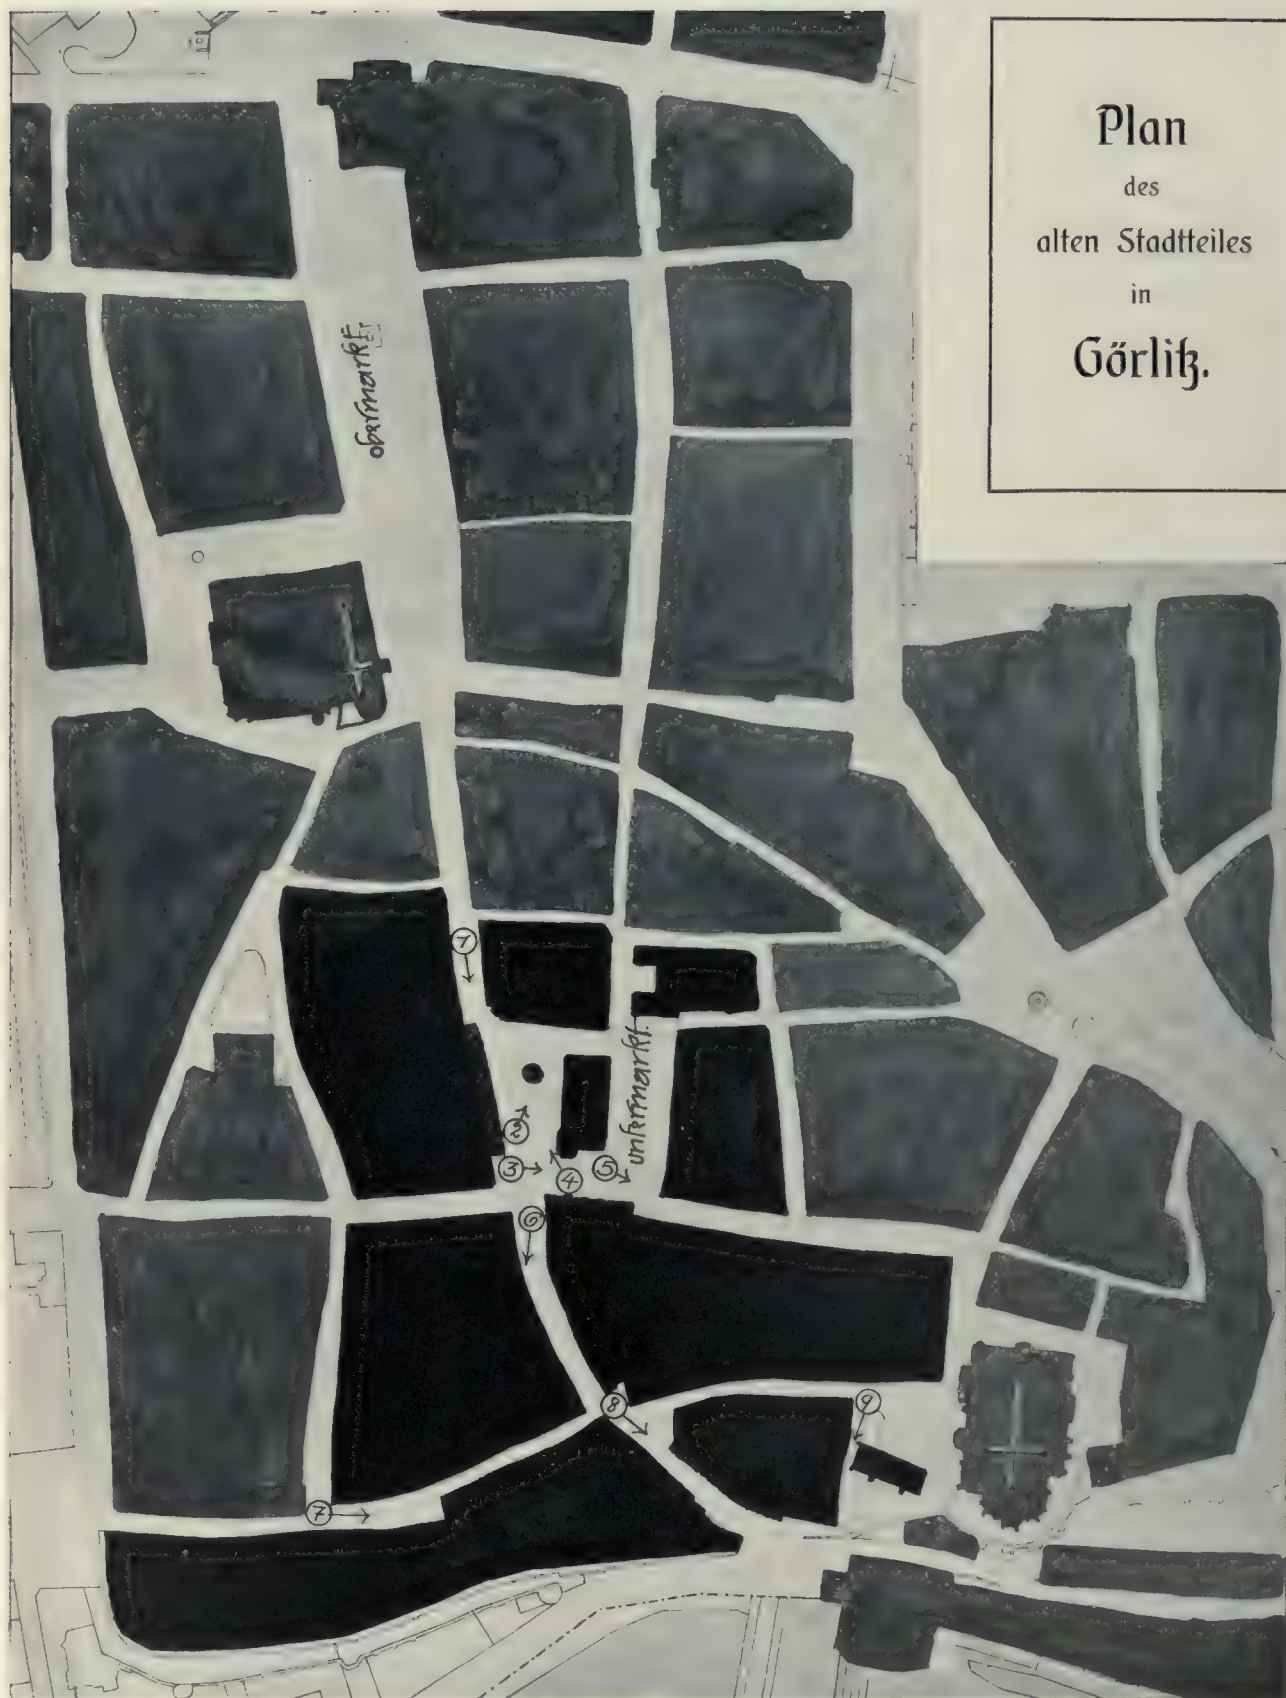 Plan
des
alten Stadtteiles
in
Görlitz.
obermarkt
1
untermarkt.
2
3
4
5
6
8
9
7